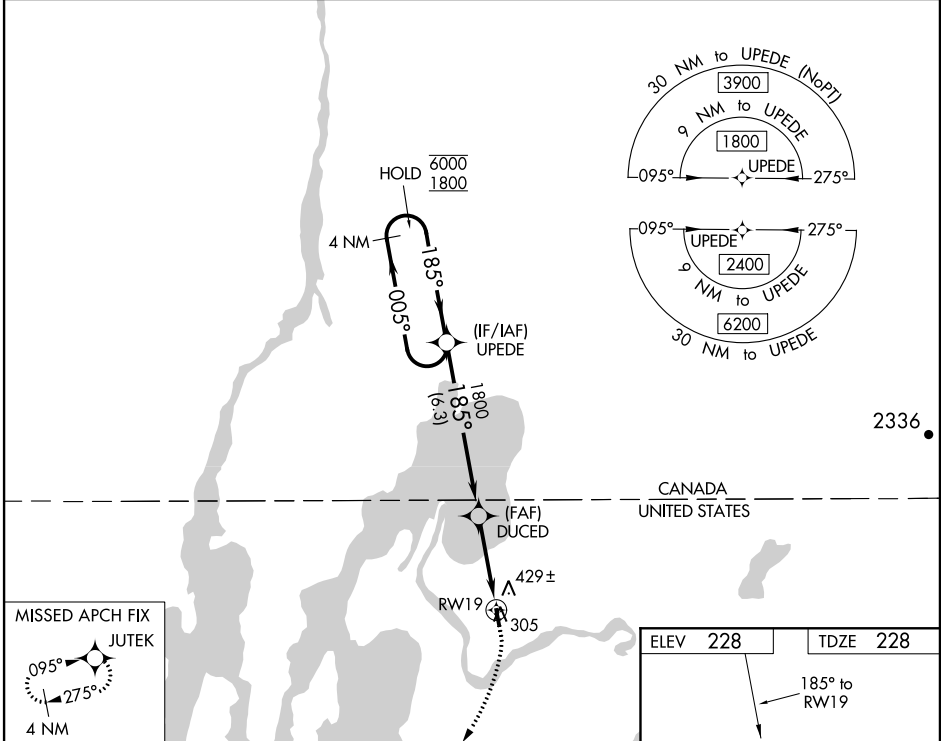 30 NM to UPEDE (NoPT)
3900
9 NM to UPEDE
1800
UPEDE
095°
275°
095°
275°
UPEDE
2400
9 NM to UPEDE
6200
30 NM to UPEDE
HOLD
6000
1800
4 NM
185°
005°
(IF/IAF)
UPEDE
1800
185°
(6.3)
2336
CANADA
UNITED STATES
(FAF)
DUCED
429±
RW19
305
MISSED APCH FIX
JUTEK
095°
275°
4 NM
ELEV 228
TDZE 228
185° to
RW19